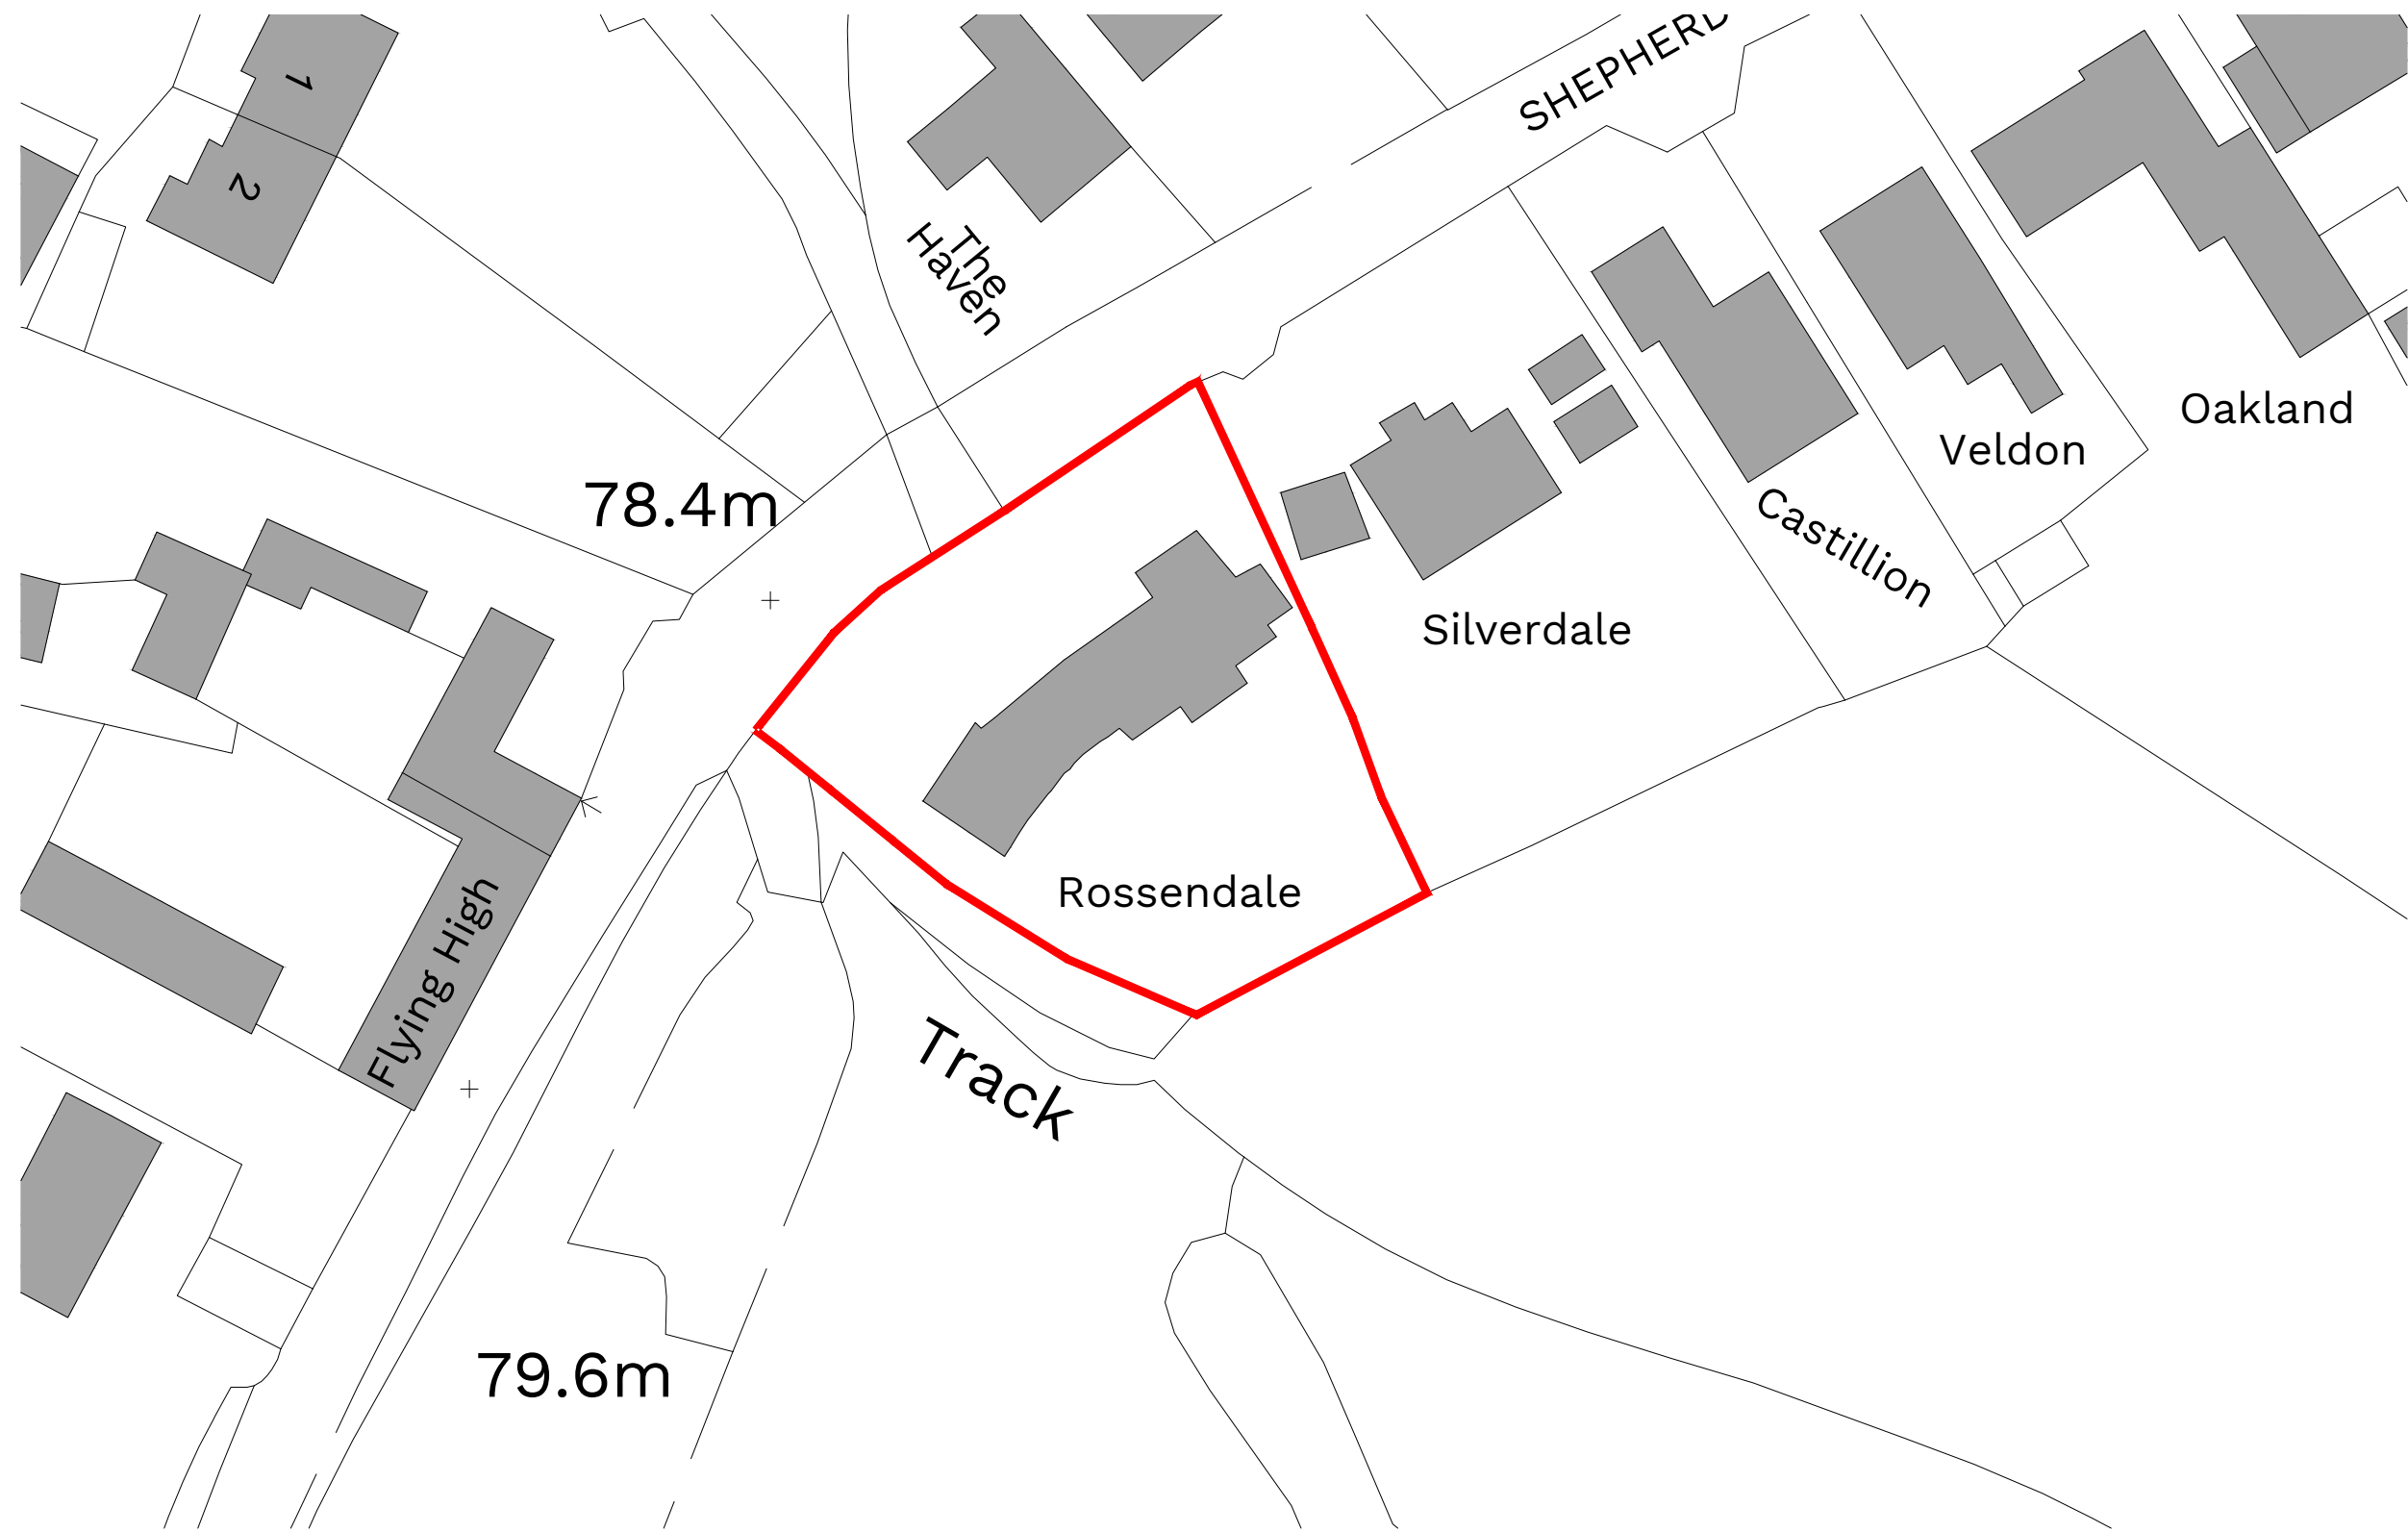 1
2
SHEPHERD
The
Haven
Oakland
Veldon
78.4m
Castillion
Silverdale
Rossendale
Flying High
Track
79.6m